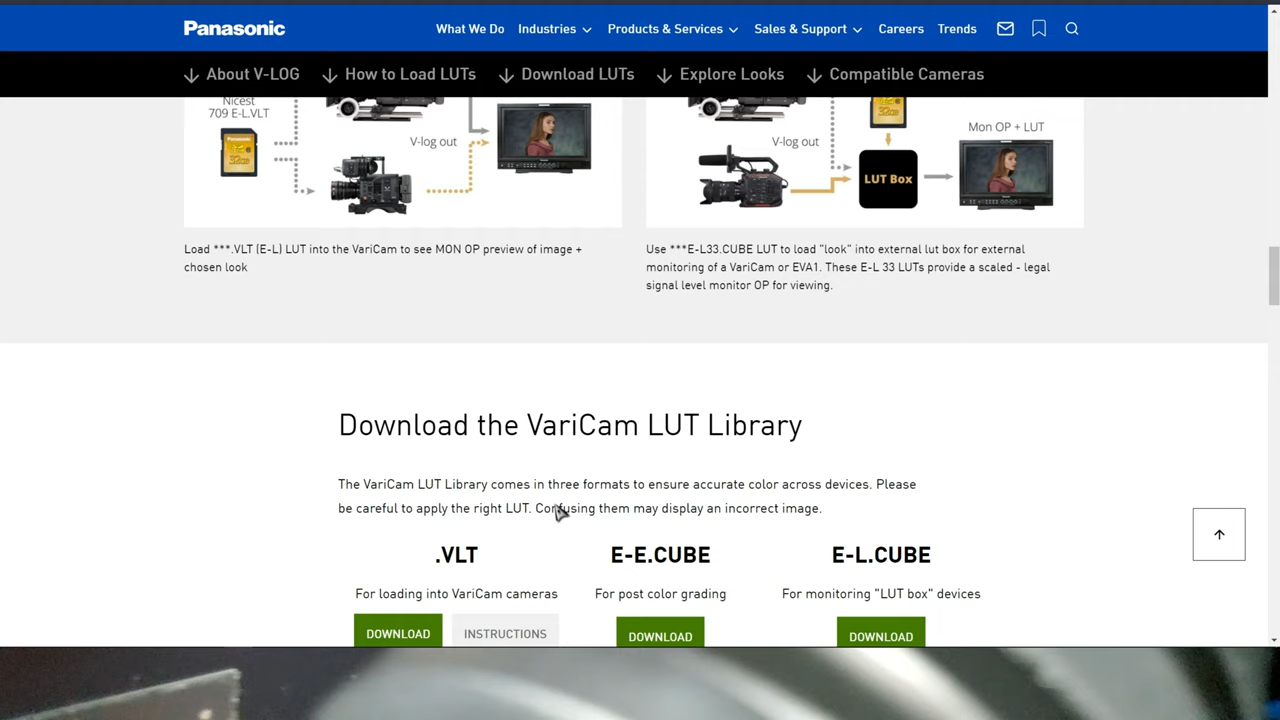 Panasonic
What We Do Industries Products & Services Sales & Support Careers Trends
About V-LOG How to Load LUTs Download LUTs Explore Looks Compatible Cameras
Nicest
709 E-L.VLT
Panasonic
V-log out
V-log out
LUT Box
Mon OP + LUT
Load ***.VLT (E-L) LUT into the VariCam to see MON OP preview of image +
chosen look
Use ***E-L33.CUBE LUT to load "look" into external lut box for external
monitoring of a VariCam or EVA1. These E-L 33 LUTs provide a scaled - legal
signal level monitor OP for viewing.
Download the VariCam LUT Library
The VariCam LUT Library comes in three formats to ensure accurate color across devices. Please
be careful to apply the right LUT. Confusing them may display an incorrect image.
.VLT
For loading into VariCam cameras
DOWNLOAD INSTRUCTIONS
E-E.CUBE
For post color grading
DOWNLOAD
E-L.CUBE
For monitoring "LUT box" devices
DOWNLOAD